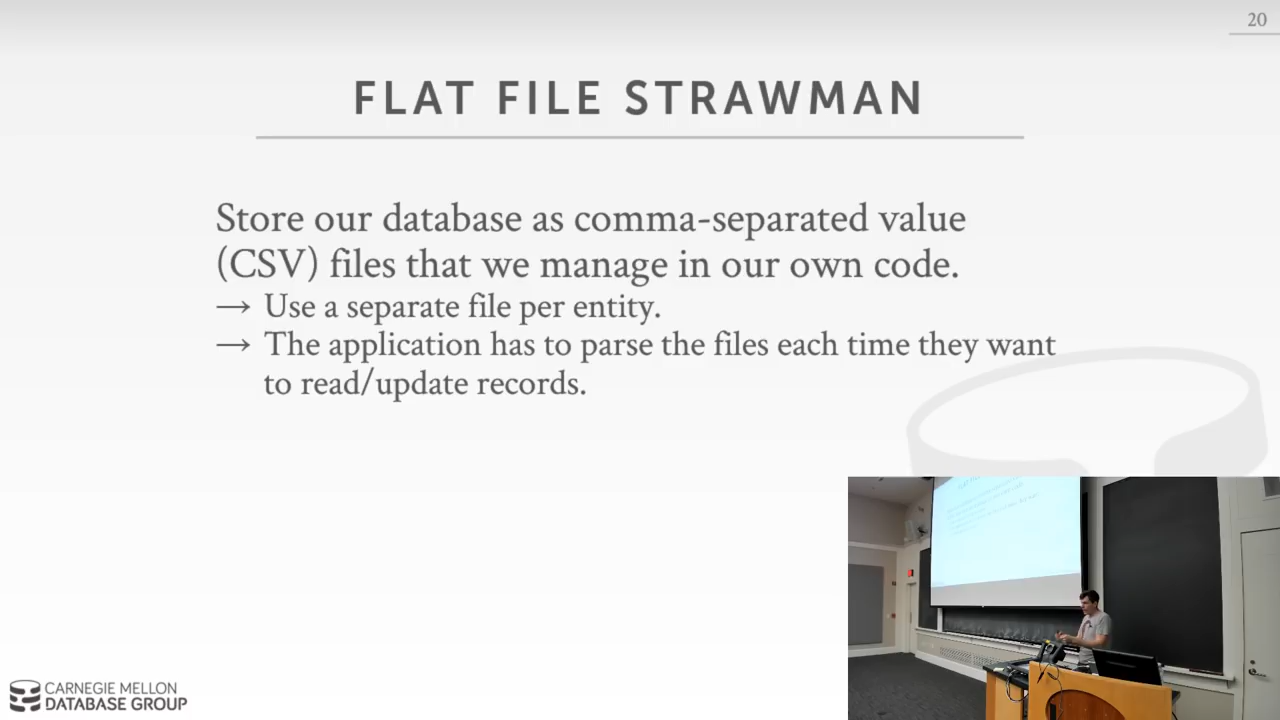 20
FLAT FILE STRAWMAN
Store our database as comma-separated value
(CSV) files that we manage in our own code.
→ Use a separate file per entity.
→ The application has to parse the files each time they want
to read/update records.
CARNEGIE MELLON
DATABASE GROUP